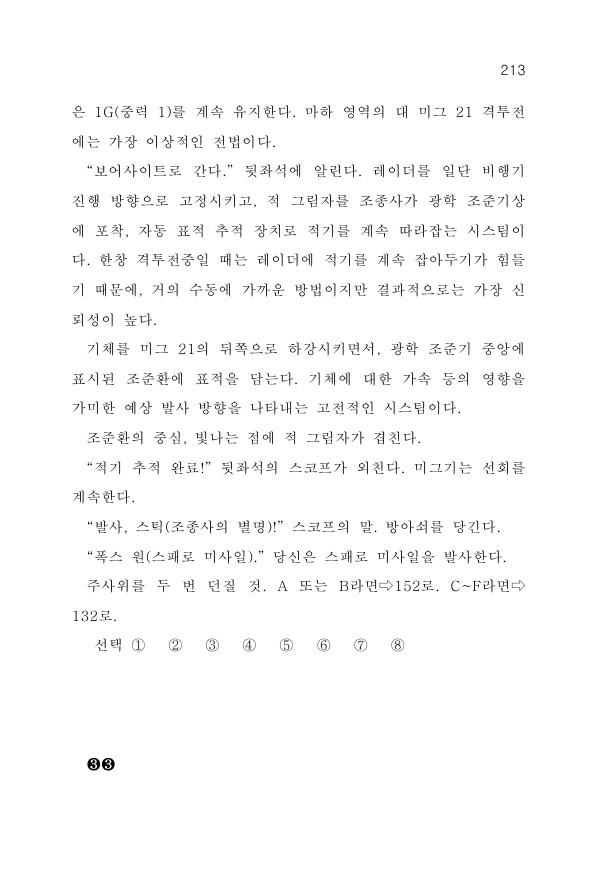 213
은 1G(중력 1)를 계속 유지한다. 마하 영역의 대 미그 21 격투전
에는 가장 이상적인 전법이다.
“보어사이트로 간다.” 뒷좌석에 알린다. 레이더를 일단 비행기
진행 방향으로 고정시키고, 적 그림자를 조종사가 광학 조준기상
에 포착, 자동 표적 추적 장치로 적기를 계속 따라잡는 시스템이
다. 한창 격투전중일 때는 레이더에 적기를 계속 잡아두기가 힘들
기 때문에, 거의 수동에 가까운 방법이지만 결과적으로는 가장 신
뢰성이 높다.
기체를 미그 21의 뒤쪽으로 하강시키면서, 광학 조준기 중앙에
표시된 조준환에 표적을 담는다. 기체에 대한 가속 등의 영향을
가미한 예상 발사 방향을 나타내는 고전적인 시스템이다.
조준환의 중심, 빛나는 점에 적 그림자가 겹친다.
“적기 추적 완료!” 뒷좌석의 스코프가 외친다. 미그기는 선회를
계속한다.
“발사, 스틱(조종사의 별명)!” 스코프의 말. 방아쇠를 당긴다.
“폭스 원(스패로 미사일).” 당신은 스패로 미사일을 발사한다.
주사위를 두 번 던질 것. A 또는 B라면⇨152로. C~F라면⇨
132로.
선택 ① ② ③ ④ ⑤ ⑥ ⑦ ⑧
❸❸